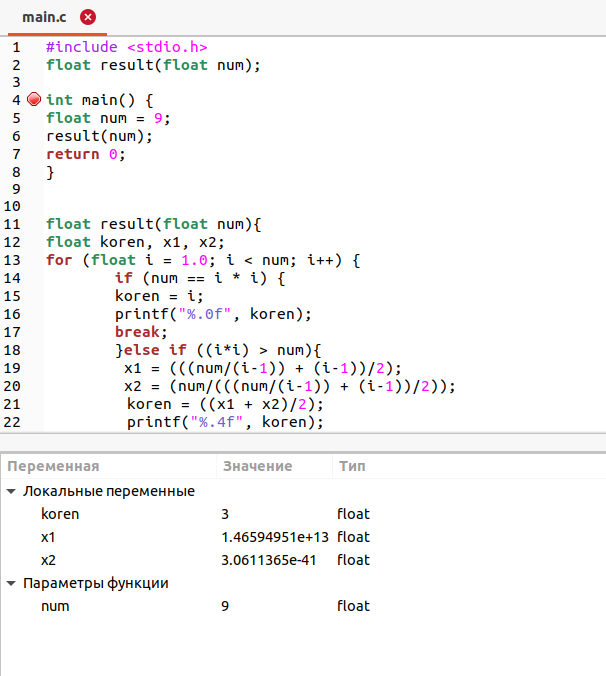 main.c
1 #include <stdio.h>
2 float result(float num);
3
4 int main() {
5 float num = 9;
6 result(num);
7 return 0;
8 }
9
10
11 float result(float num){
12 float koren, x1, x2;
13 for (float i = 1.0; i < num; i++) {
14 if (num == i * i) {
15 koren = i;
16 printf("%.0f", koren);
17 break;
18 }else if ((i*i) > num){
19 x1 = (((num/(i-1)) + (i-1))/2);
20 x2 = (num/(((num/(i-1)) + (i-1))/2));
21 koren = ((x1 + x2)/2);
22 printf("%.4f", koren);
Переменная Значение Тип
Локальные переменные
koren 3 float
x1 1.46594951e+13 float
x2 3.0611365e-41 float
Параметры функции
num 9 float